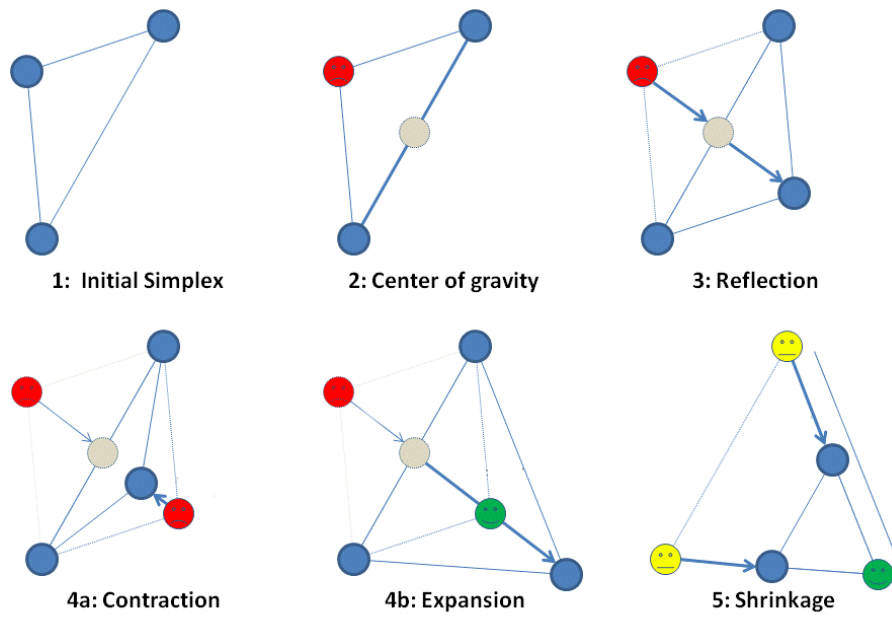 1: Initial Simplex
2: Center of gravity
3: Reflection
4a: Contraction
4b: Expansion
5: Shrinkage